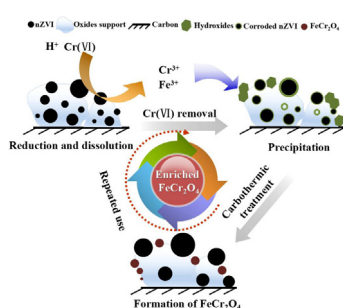 nZVI Oxides support Carbon Hydroxides Corroded nZVI FeCr₂O₄
H⁺ Cr(Ⅵ)
Cr³⁺
Fe³⁺
Cr(Ⅵ) removal
Reduction and dissolution
Precipitation
Enriched
FeCr₂O₄
Repeated use
Carbothermic
treatment
Formation of FeCr₂O₄